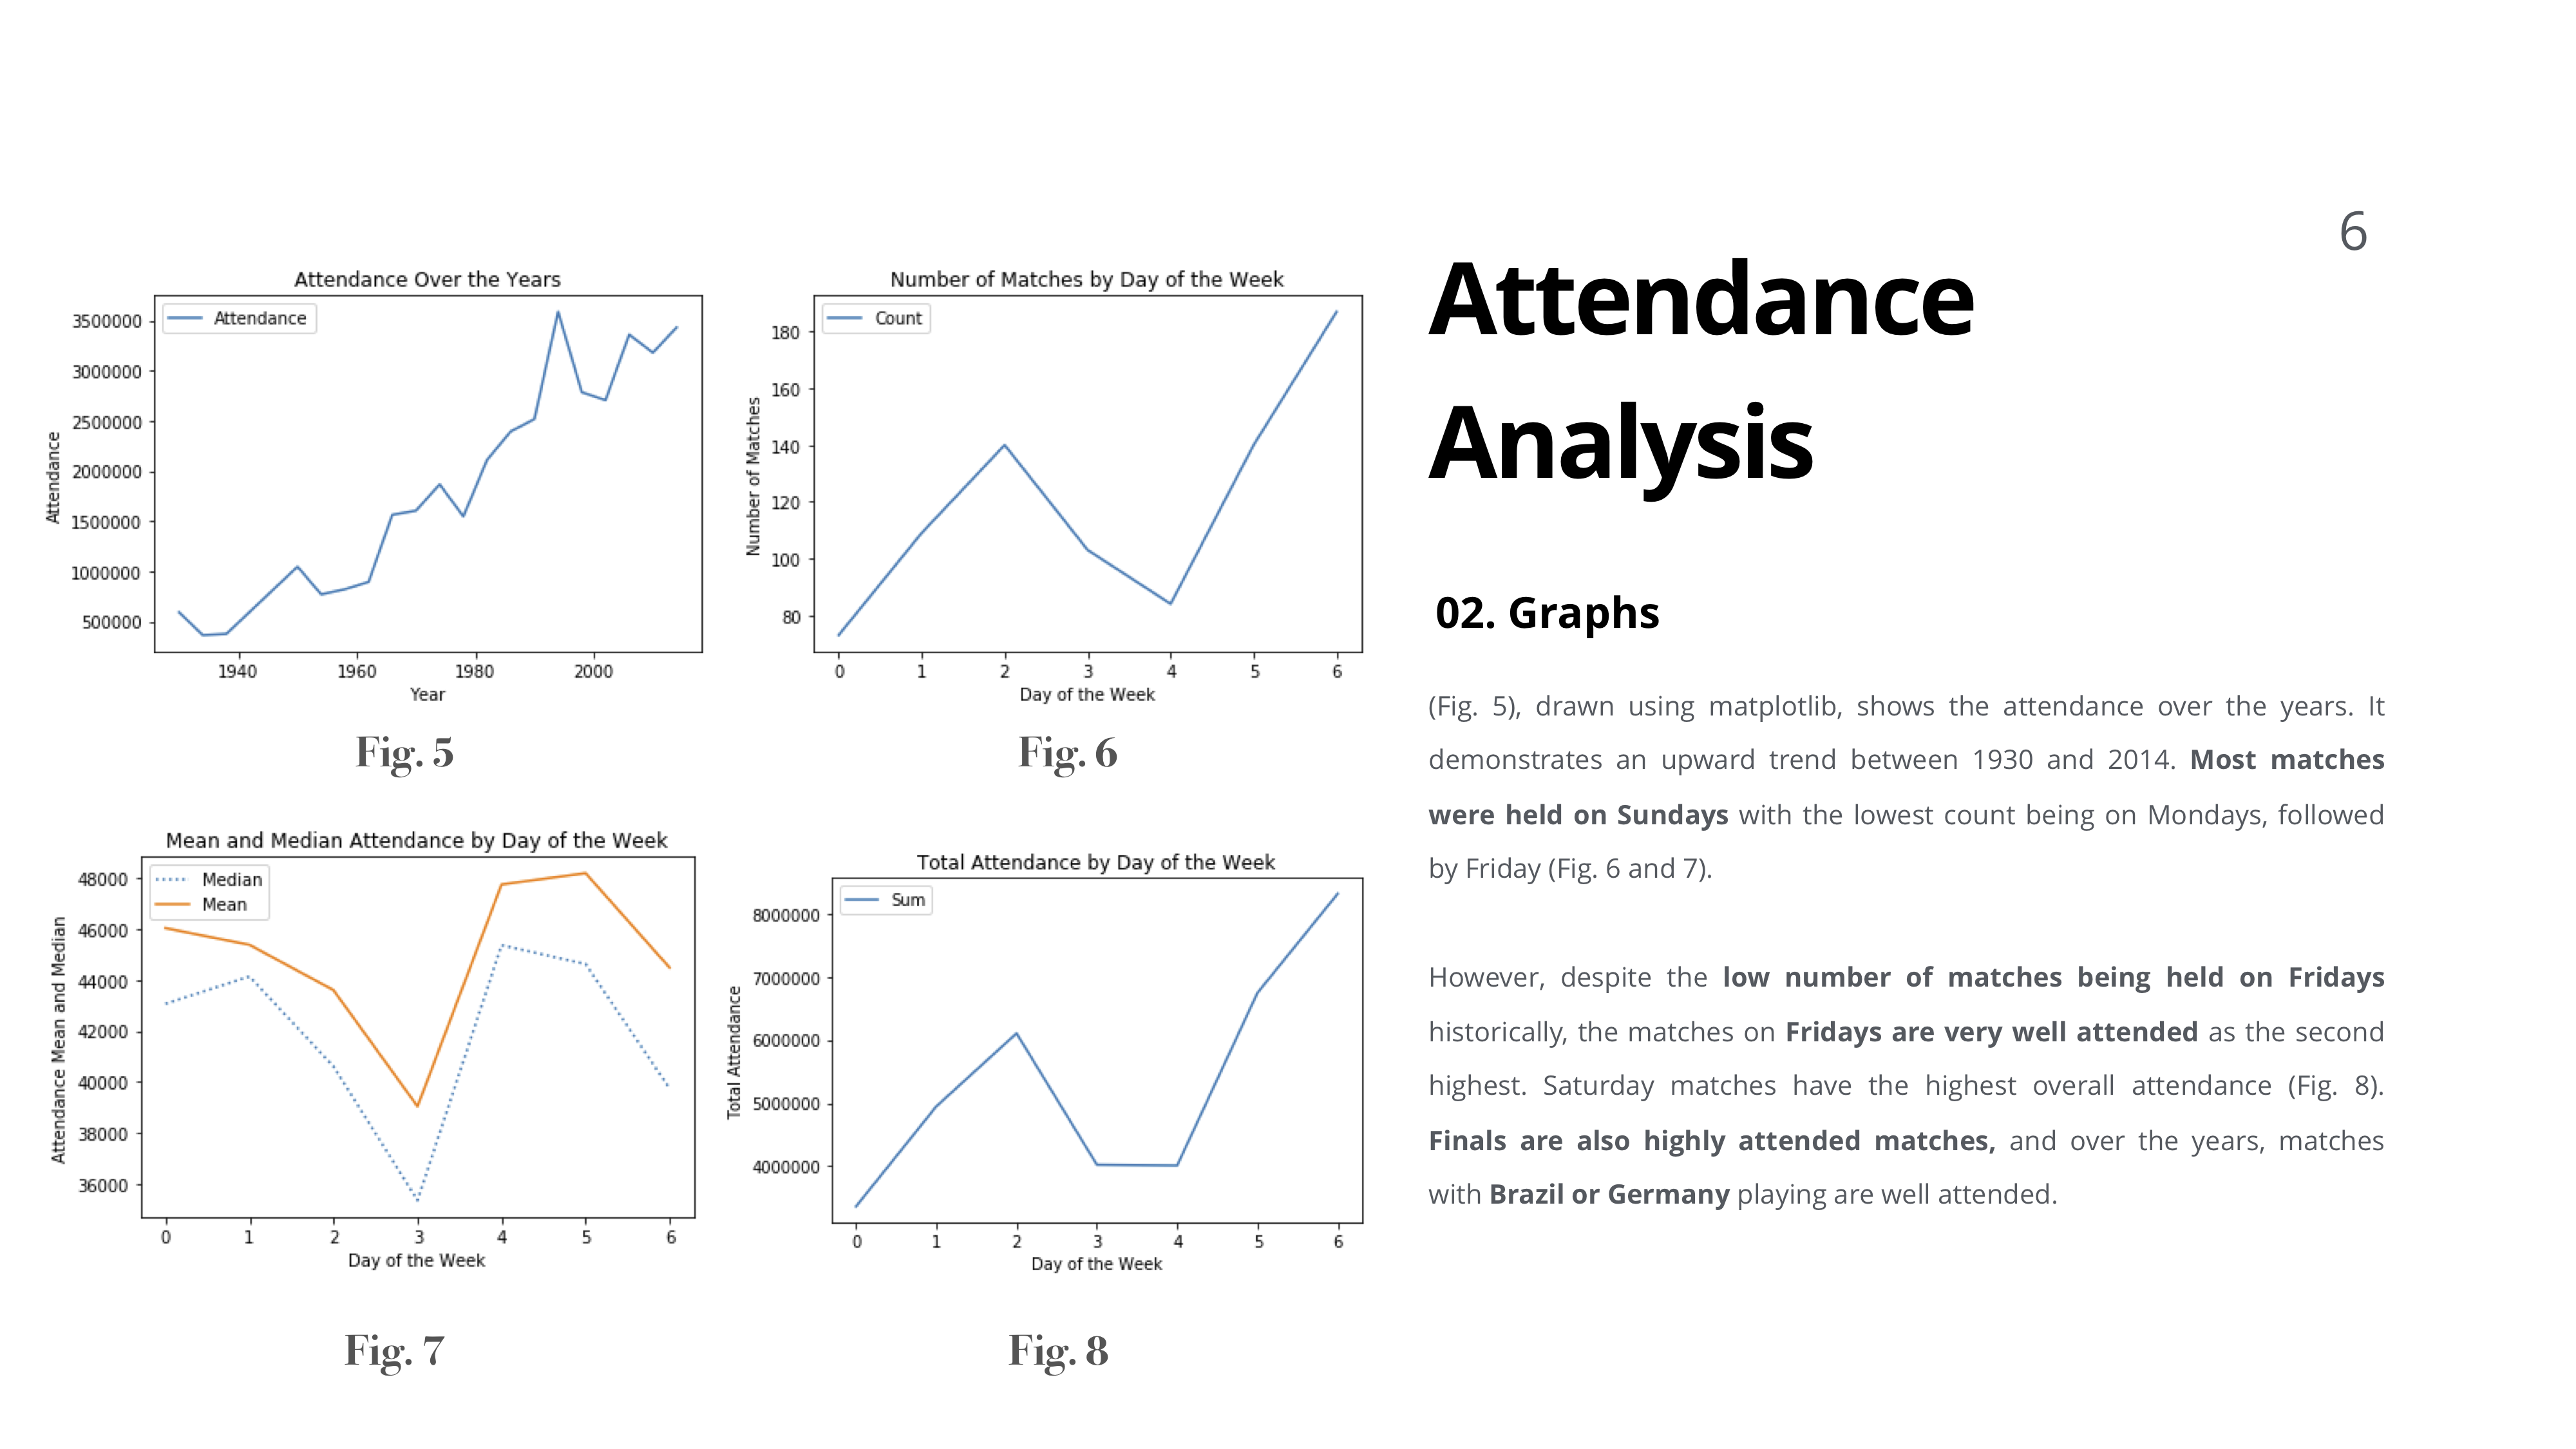 6
Attendance Over the Years
Attendance
3500000
3000000
2500000
2000000
1500000
1000000
500000
Attendance
1940 1960 1980 2000
Year
Fig. 5
Number of Matches by Day of the Week
Count
180
160
140
120
100
80
Number of Matches
0 1 2 3 4 5 6
Day of the Week
Fig. 6
Mean and Median Attendance by Day of the Week
Median
Mean
48000
46000
44000
42000
40000
38000
36000
Attendance Mean and Median
0 1 2 3 4 5 6
Day of the Week
Fig. 7
Total Attendance by Day of the Week
Sum
8000000
7000000
6000000
5000000
4000000
Total Attendance
0 1 2 3 4 5 6
Day of the Week
Fig. 8
Attendance
Analysis
02. Graphs
(Fig. 5), drawn using matplotlib, shows the attendance over the years. It
demonstrates an upward trend between 1930 and 2014. Most matches
were held on Sundays with the lowest count being on Mondays, followed
by Friday (Fig. 6 and 7).
However, despite the low number of matches being held on Fridays
historically, the matches on Fridays are very well attended as the second
highest. Saturday matches have the highest overall attendance (Fig. 8).
Finals are also highly attended matches, and over the years, matches
with Brazil or Germany playing are well attended.